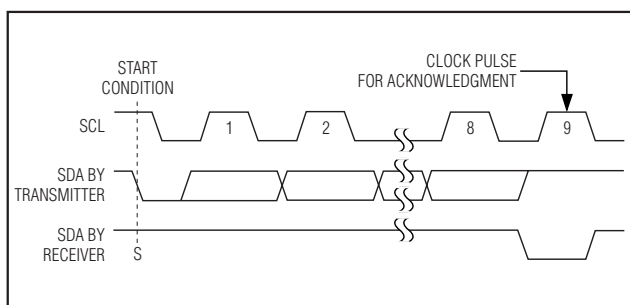 START
CONDITION
CLOCK PULSE
FOR ACKNOWLEDGMENT
SCL
1
2
8
9
SDA BY
TRANSMITTER
SDA BY
RECEIVER
S